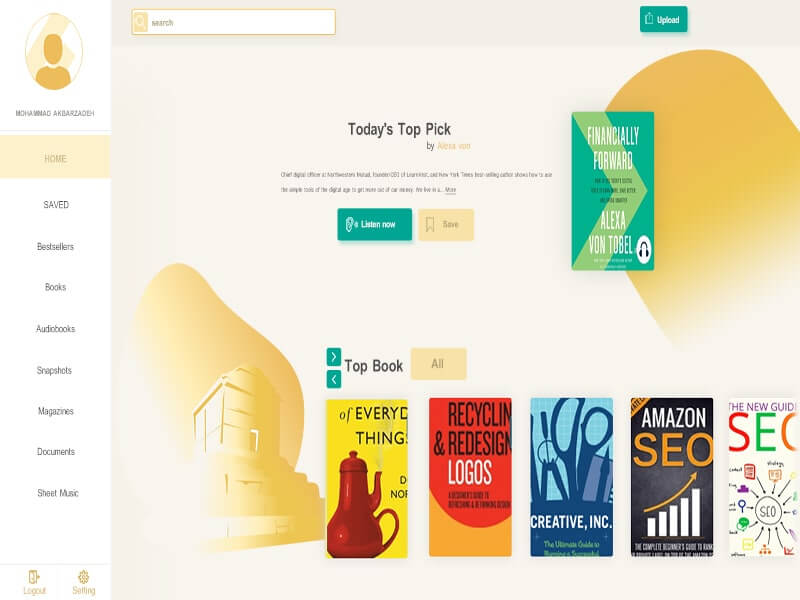 search
Upload
MOHAMMAD AKBARZADEH
HOME
SAVED
Bestsellers
Books
Audiobooks
Snapshots
Magazines
Documents
Sheet Music
Logout
Setting
Today's Top Pick
by Alexa von
Chief digital officer at Northwestern Mutual, founder/CEO of LearnVest, and New York Times best-selling author shows how to use
the simple tools of the digital age to get more out of our money. We live in a... More
Listen now
Save
FINANCIALLY
FORWARD
ALEXA
VON TOBEL
Top Book
All
of EVERYD
THINGS
D
NOR
RECYCLIN
& REDESIGN
LOGOS
A DESIGNER'S GUIDE TO
REFRESHING & RETHINKING DESIGN
CREATIVE, INC.
The Ultimate Guide to
Running a Successful
AMAZON
SEO
THE COMPLETE BEGINNER'S GUIDE TO RANK
THE NEW GUID
SEO
SEO